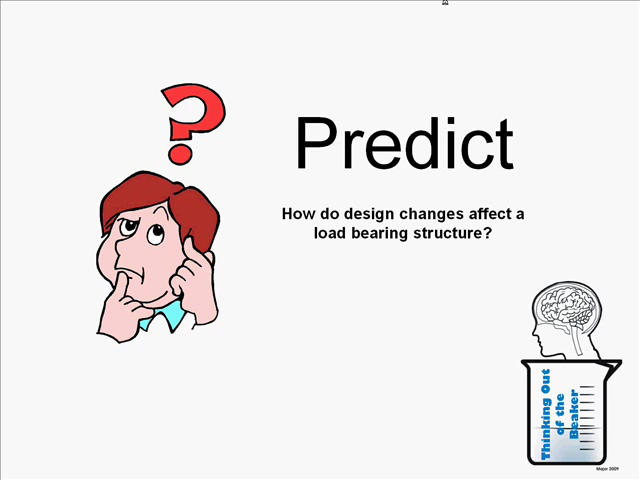 ?
Predict
How do design changes affect a
load bearing structure?
Thinking Out
of the
Beaker
Major 2009